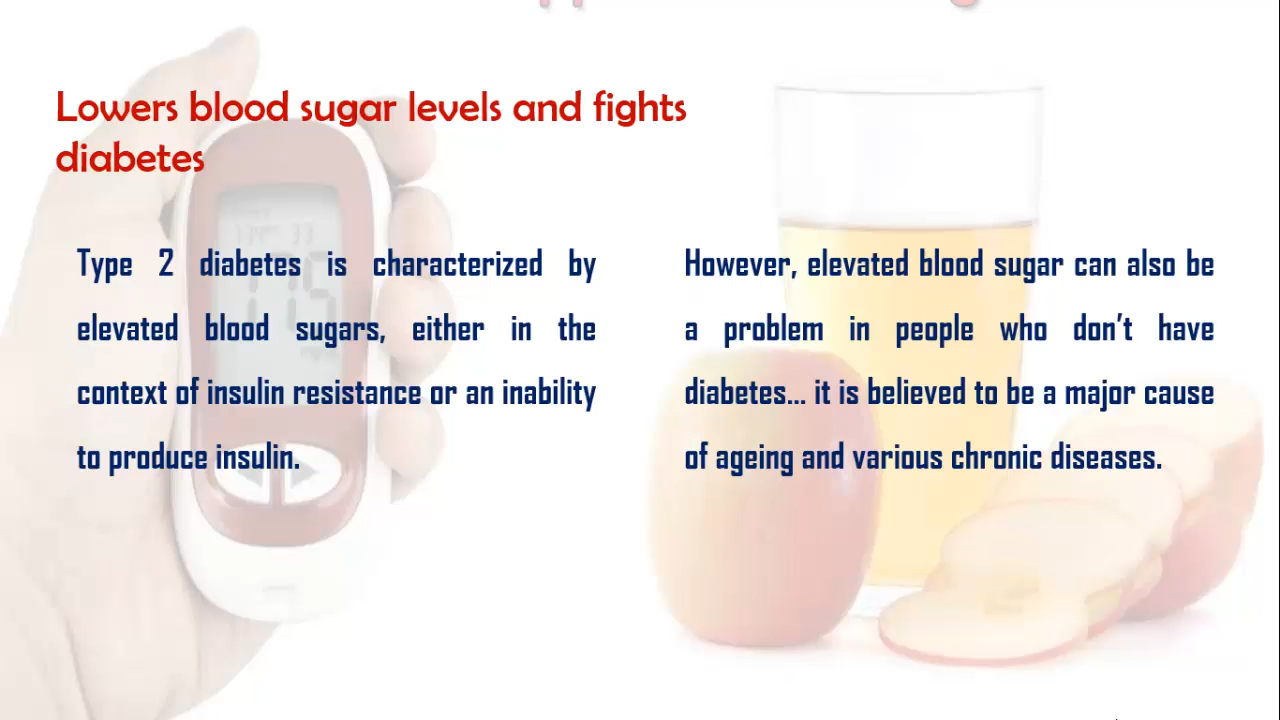 Lowers blood sugar levels and fights
diabetes
Type 2 diabetes is characterized by
elevated blood sugars, either in the
context of insulin resistance or an inability
to produce insulin.
However, elevated blood sugar can also be
a problem in people who don’t have
diabetes... it is believed to be a major cause
of ageing and various chronic diseases.